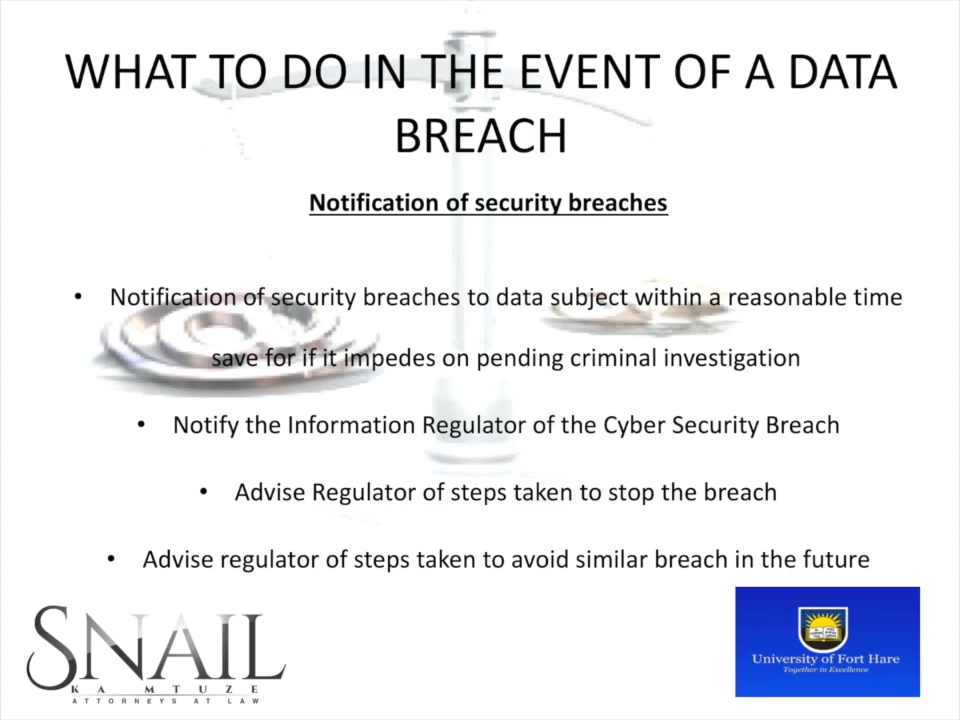 WHAT TO DO IN THE EVENT OF A DATA
BREACH
Notification of security breaches
• Notification of security breaches to data subject within a reasonable time
save for if it impedes on pending criminal investigation
• Notify the Information Regulator of the Cyber Security Breach
• Advise Regulator of steps taken to stop the breach
• Advise regulator of steps taken to avoid similar breach in the future
SNAIL
KAMTUZE
ATTORNEYS AT LAW
University of Fort Hare
Together in Excellence